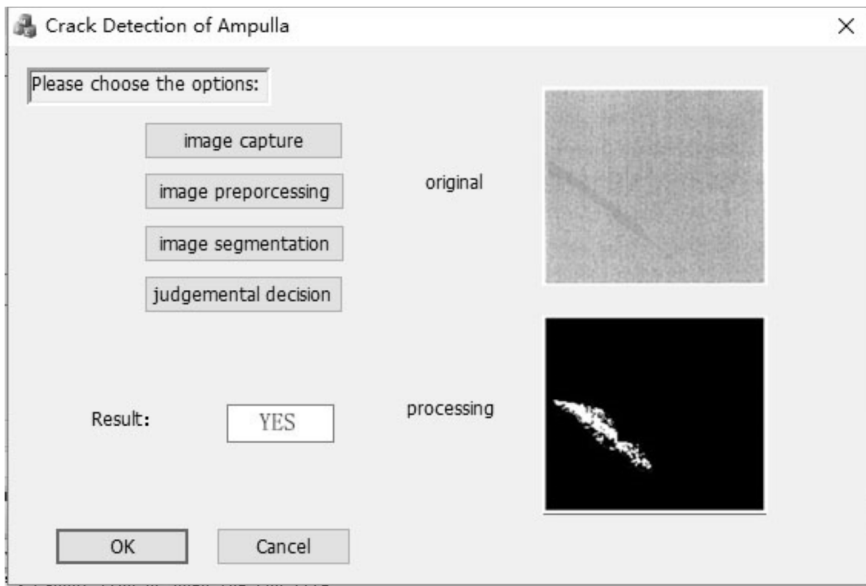 Crack Detection of Ampulla
Please choose the options:
image capture
image preporcessing
image segmentation
judgemental decision
original
processing
Result:
YES
OK
Cancel